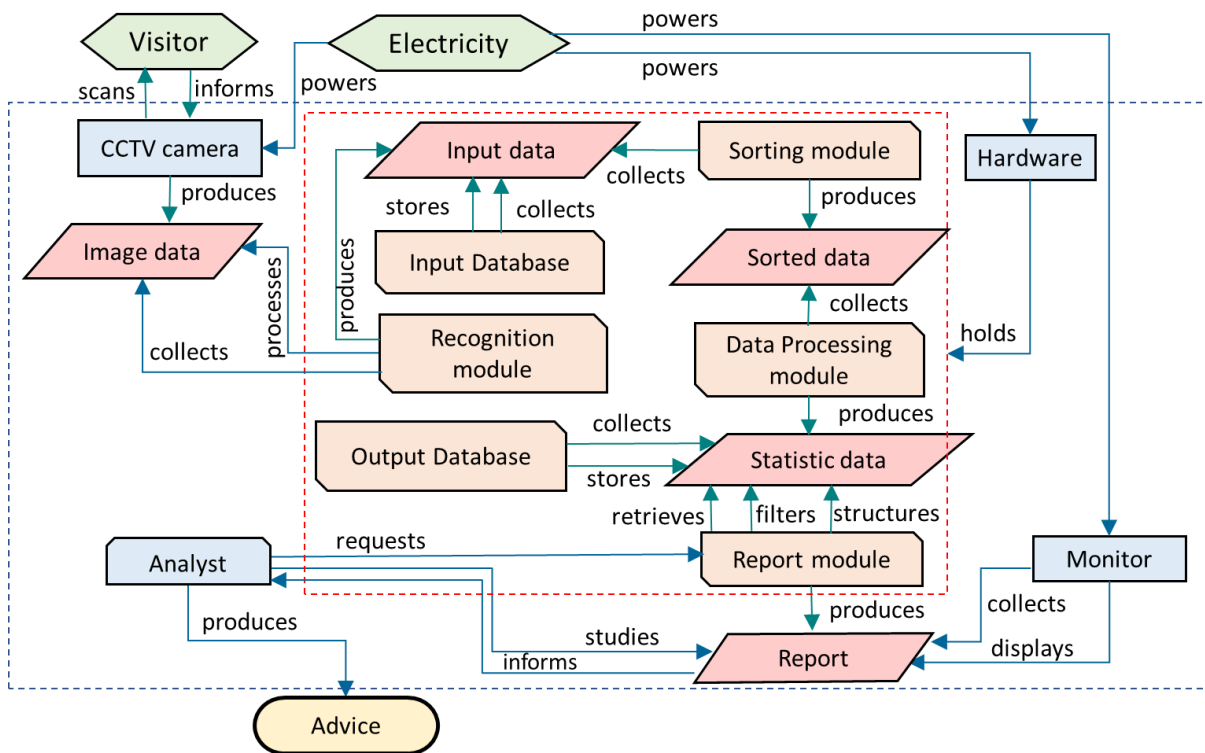 Visitor
Electricity
powers
powers
scans
informs
powers
CCTV camera
Input data
Sorting module
Hardware
collects
produces
produces
stores
collects
Image data
Input Database
Sorted data
produces
processes
collects
holds
Recognition
module
Data Processing
module
collects
produces
collects
Output Database
Statistic data
stores
retrieves
filters
structures
requests
Analyst
Report module
Monitor
produces
produces
collects
studies
informs
Report
displays
Advice